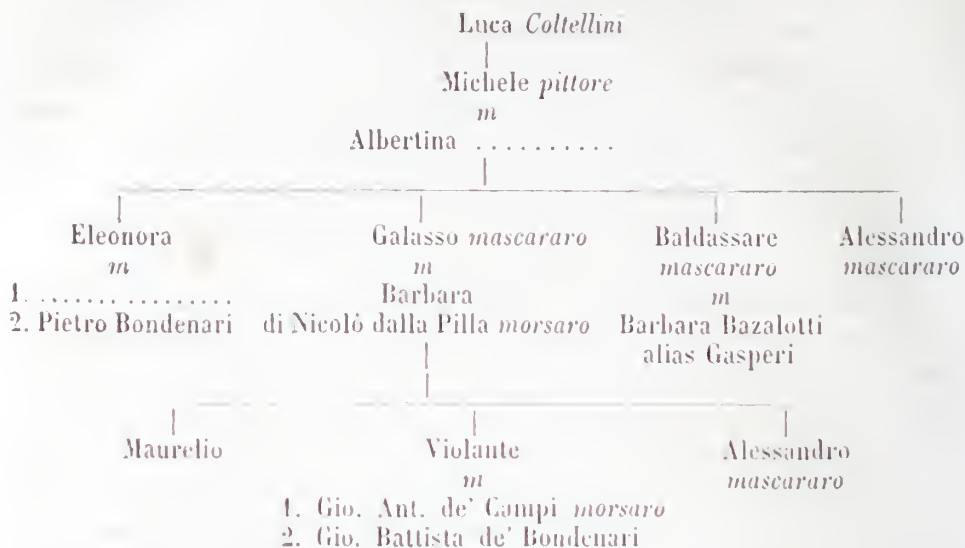 Luca Coltellini
Michele pittore
m
Albertina ..........
Eleonora Galasso mascararo Baldassare Alessandro
m m mascararo mascararo
1. ................ Barbara m
2. Pietro Bondenari di Nicolò dalla Pilla morsaro Barbara Bazalotti
alias Gasperi
Maurelio Violante Alessandro
m mascararo
1. Gio. Ant. de' Campi morsaro
2. Gio. Battista de' Bondenari